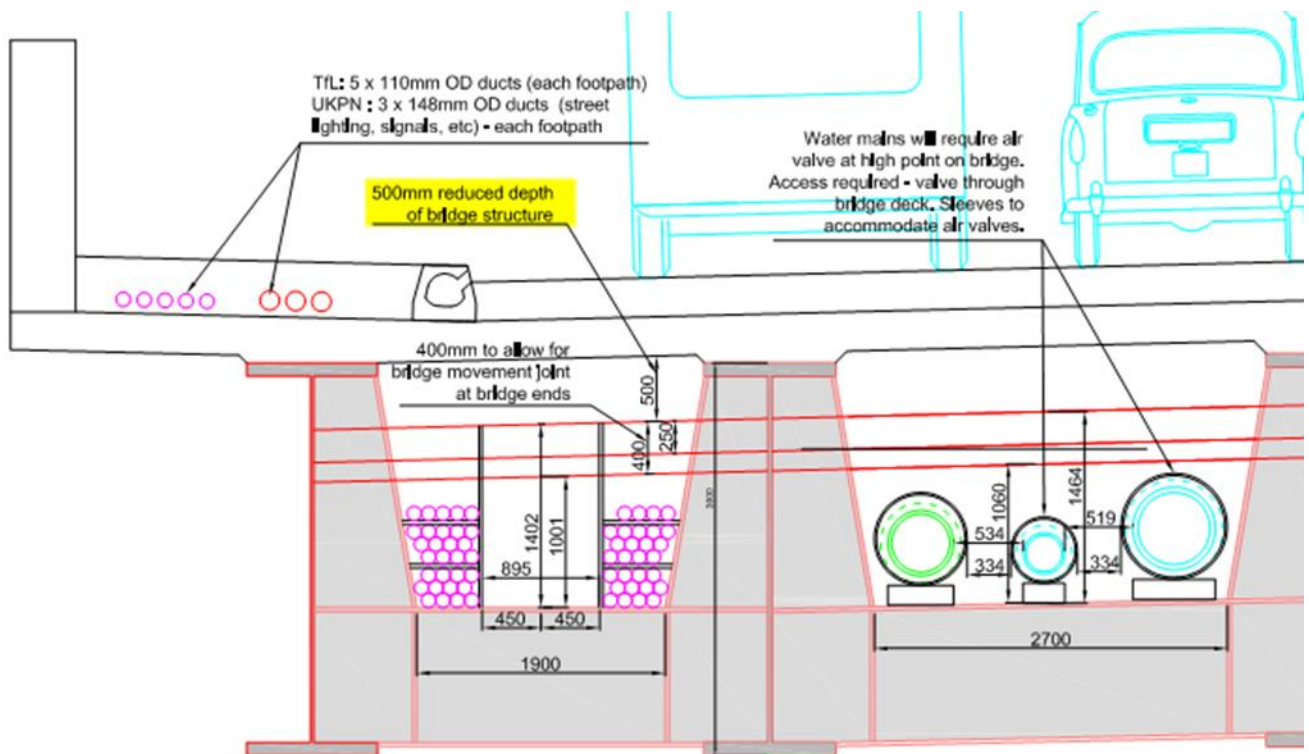 TfL: 5 x 110mm OD ducts (each footpath)
UKPN : 3 x 148mm OD ducts (street
lighting, signals, etc) - each footpath
Water mains will require air
valve at high point on bridge.
Access required - valve through
bridge deck. Sleeves to
accommodate air valves.
500mm reduced depth
of bridge structure
400mm to allow for
bridge movement joint
at bridge ends
500
250
400
1402
1001
895
450
450
1900
1060
1464
534
519
334
334
2700